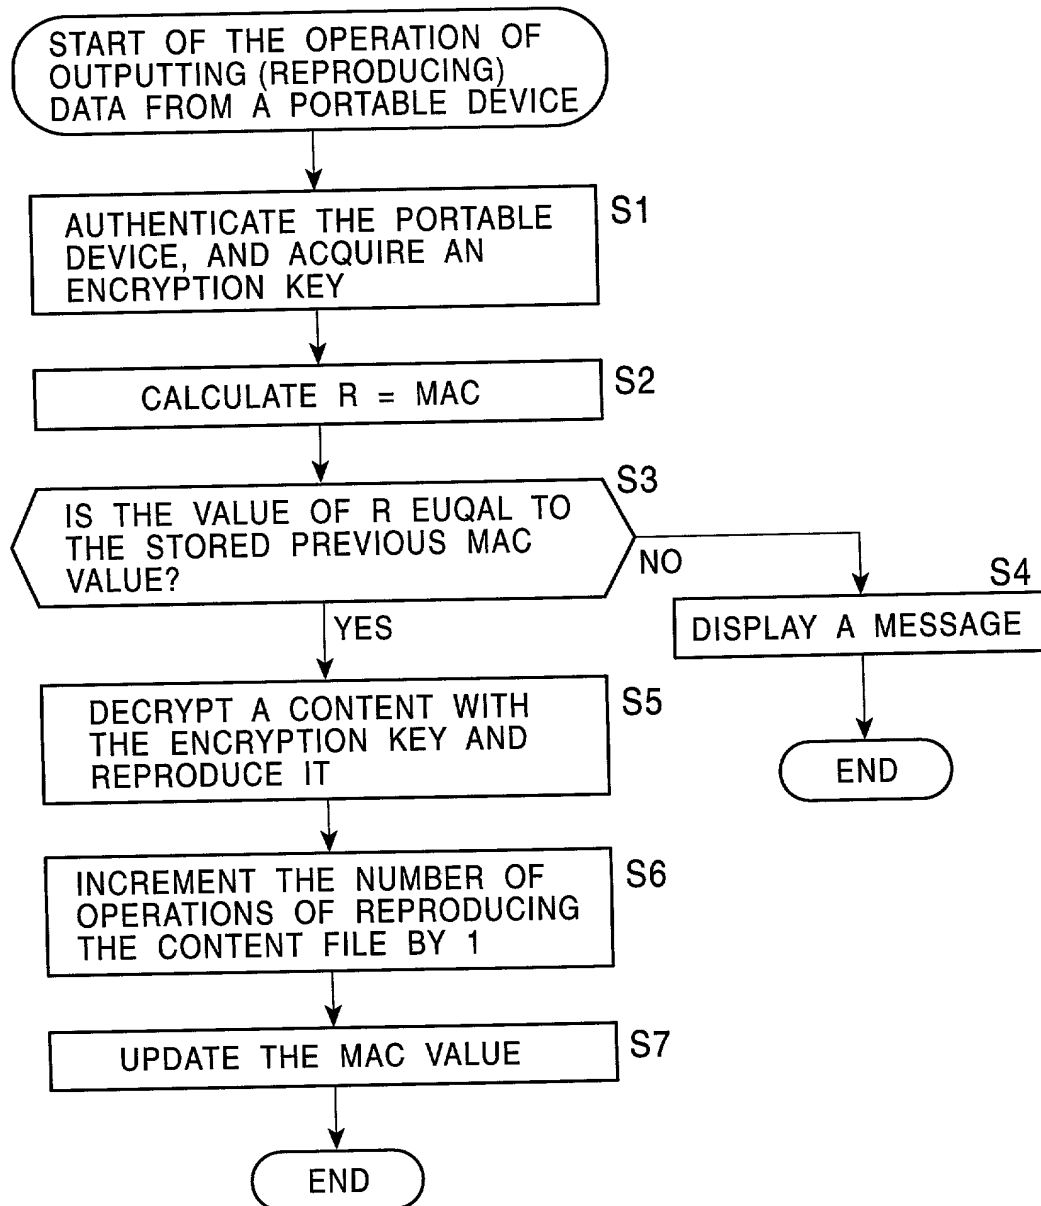 START OF THE OPERATION OF
OUTPUTTING (REPRODUCING)
DATA FROM A PORTABLE DEVICE
S1
AUTHENTICATE THE PORTABLE
DEVICE, AND ACQUIRE AN
ENCRYPTION KEY
S2
CALCULATE R = MAC
S3
IS THE VALUE OF R EUQAL TO
THE STORED PREVIOUS MAC
VALUE?
NO
YES
S4
DISPLAY A MESSAGE
END
S5
DECRYPT A CONTENT WITH
THE ENCRYPTION KEY AND
REPRODUCE IT
S6
INCREMENT THE NUMBER OF
OPERATIONS OF REPRODUCING
THE CONTENT FILE BY 1
S7
UPDATE THE MAC VALUE
END